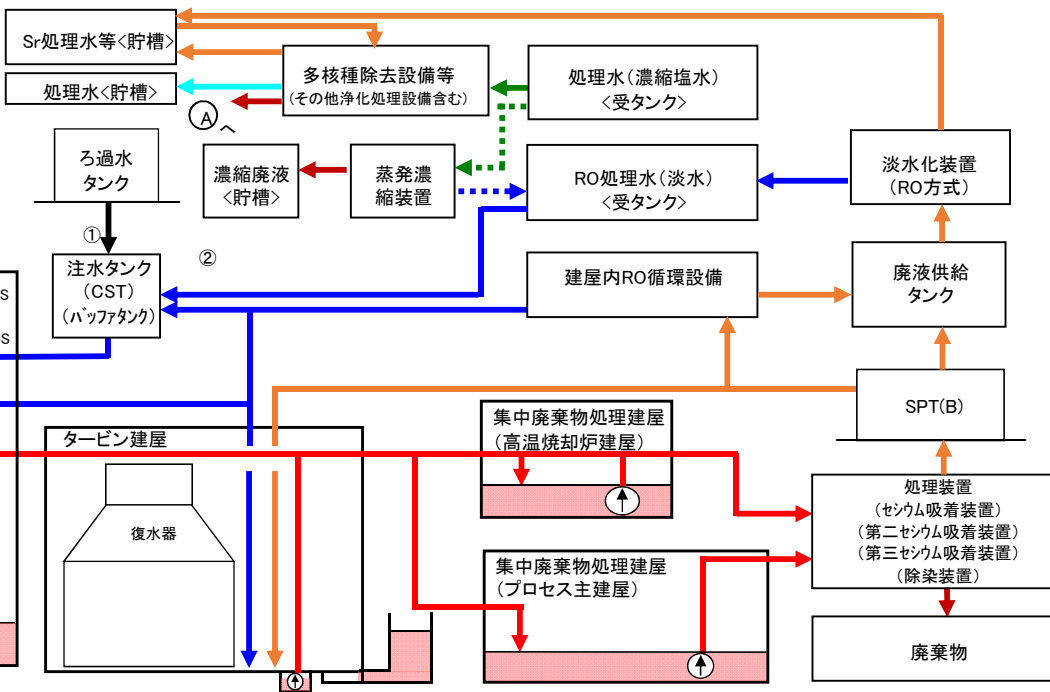 Sr処理水等<貯槽>
処理水<貯槽>
多核種除去設備等
(その他浄化処理設備含む)
処理水(濃縮塩水)
<受タンク>
A
へ
ろ過水
タンク
濃縮廃液
<貯槽>
蒸発濃
縮装置
RO処理水(淡水)
<受タンク>
淡水化装置
(RO方式)
①
②
注水タンク
(CST)
(バッファタンク)
建屋内RO循環設備
廃液供給
タンク
S
S
SPT(B)
タービン建屋
復水器
集中廃棄物処理建屋
(高温焼却炉建屋)
処理装置
(セシウム吸着装置)
(第二セシウム吸着装置)
(第三セシウム吸着装置)
(除染装置)
集中廃棄物処理建屋
(プロセス主建屋)
廃棄物